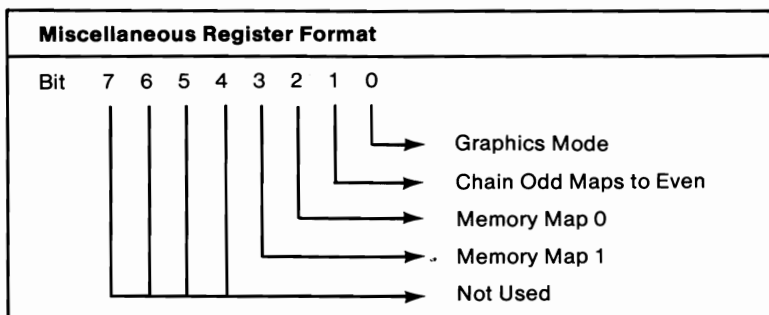 Miscellaneous Register Format
Bit 7 6 5 4 3 2 1 0
Graphics Mode
Chain Odd Maps to Even
Memory Map 0
Memory Map 1
Not Used